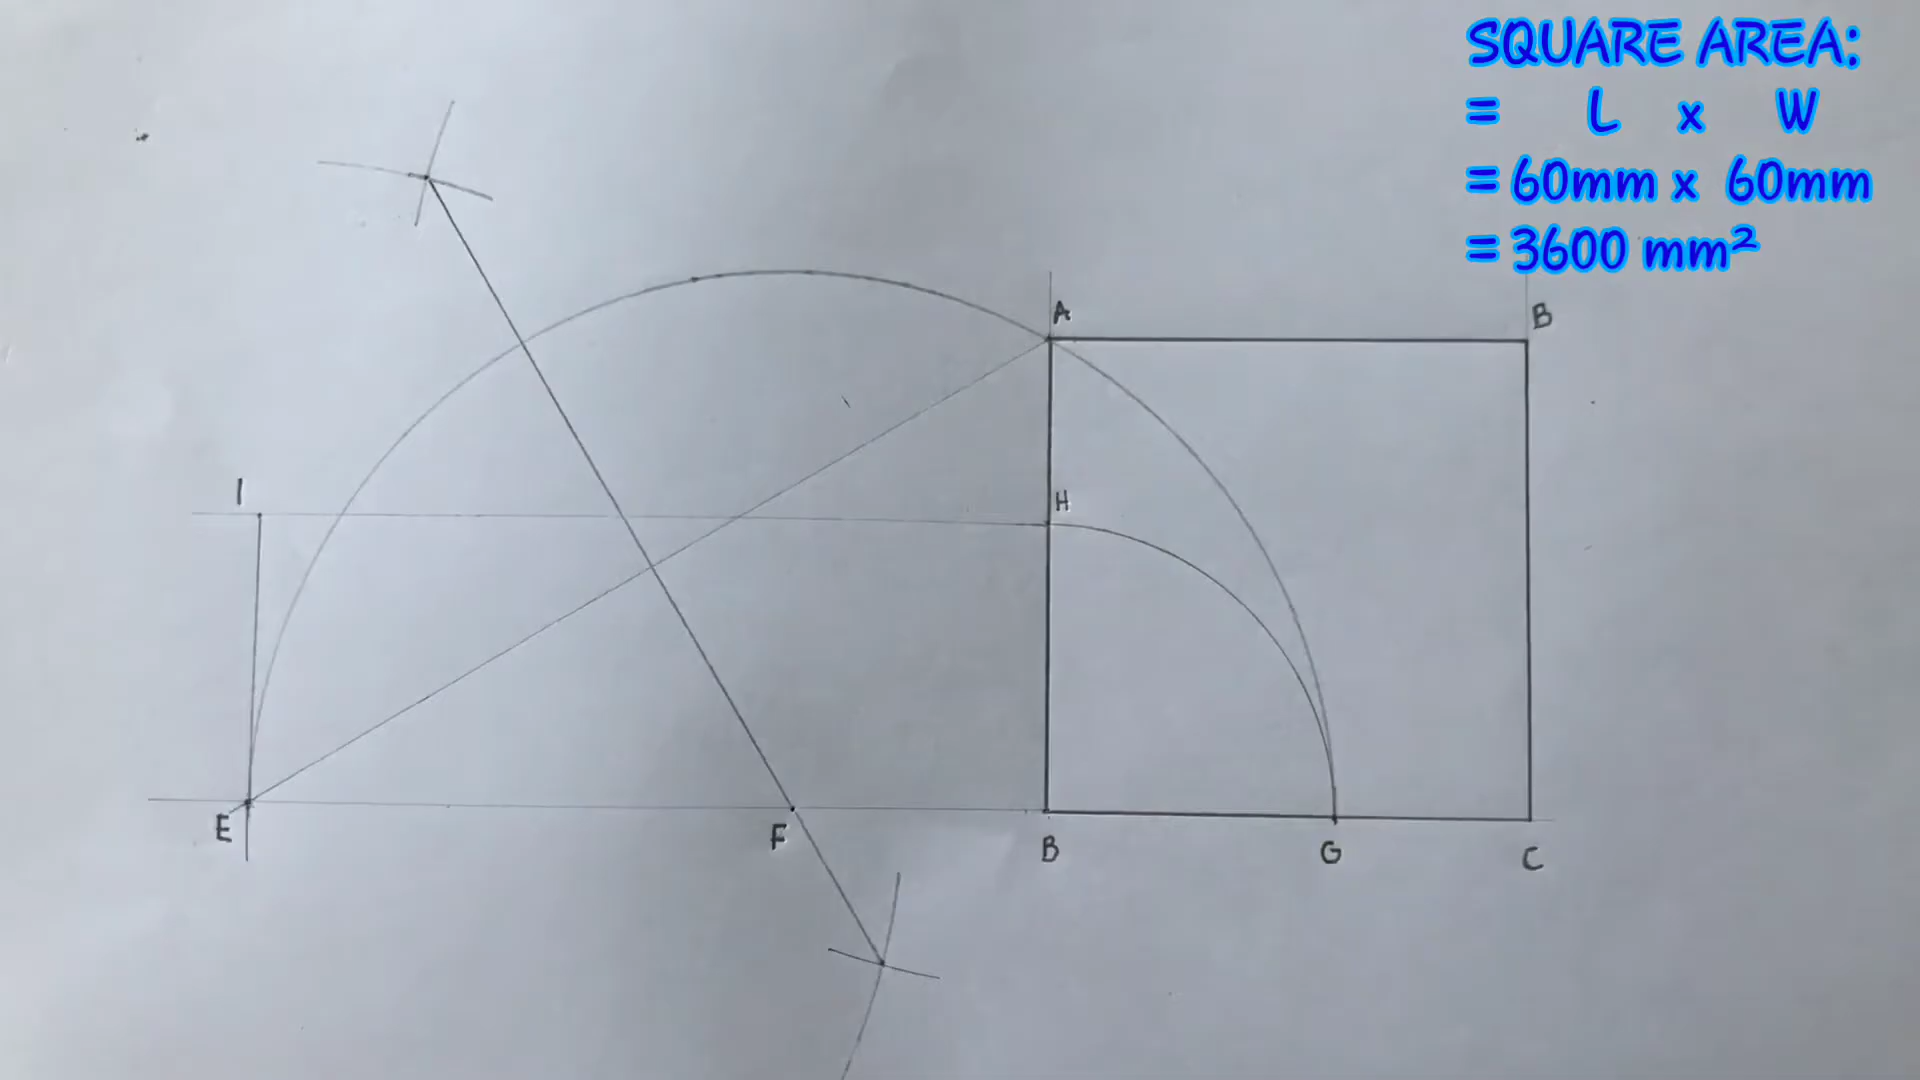 SQUARE AREA:
= L x W
= 60mm x 60mm
= 3600 mm²
A
B
I
H
E
F
B
G
C